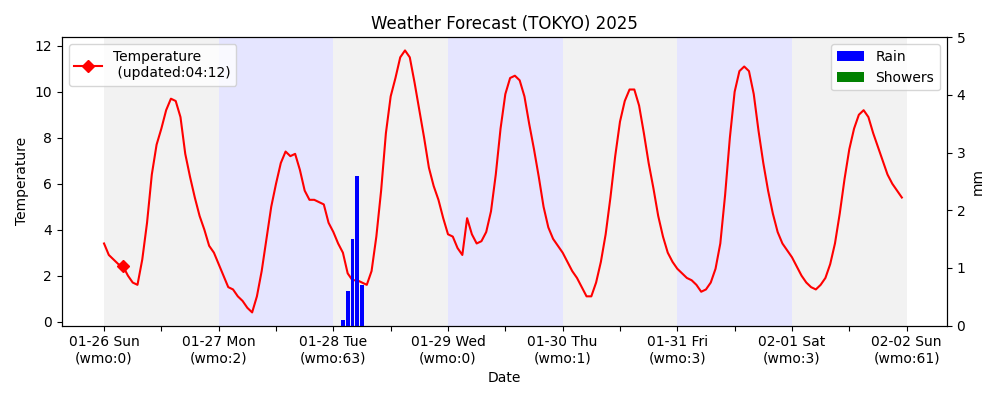 Weather Forecast (TOKYO) 2025
Temperature
(updated:04:12)
Rain
Showers
12
10
8
6
4
2
0
Temperature
5
4
3
2
1
0
mm
01-26 Sun
(wmo:0)
01-27 Mon
(wmo:2)
01-28 Tue
(wmo:63)
01-29 Wed
(wmo:0)
01-30 Thu
(wmo:1)
01-31 Fri
(wmo:3)
02-01 Sat
(wmo:3)
02-02 Sun
(wmo:61)
Date